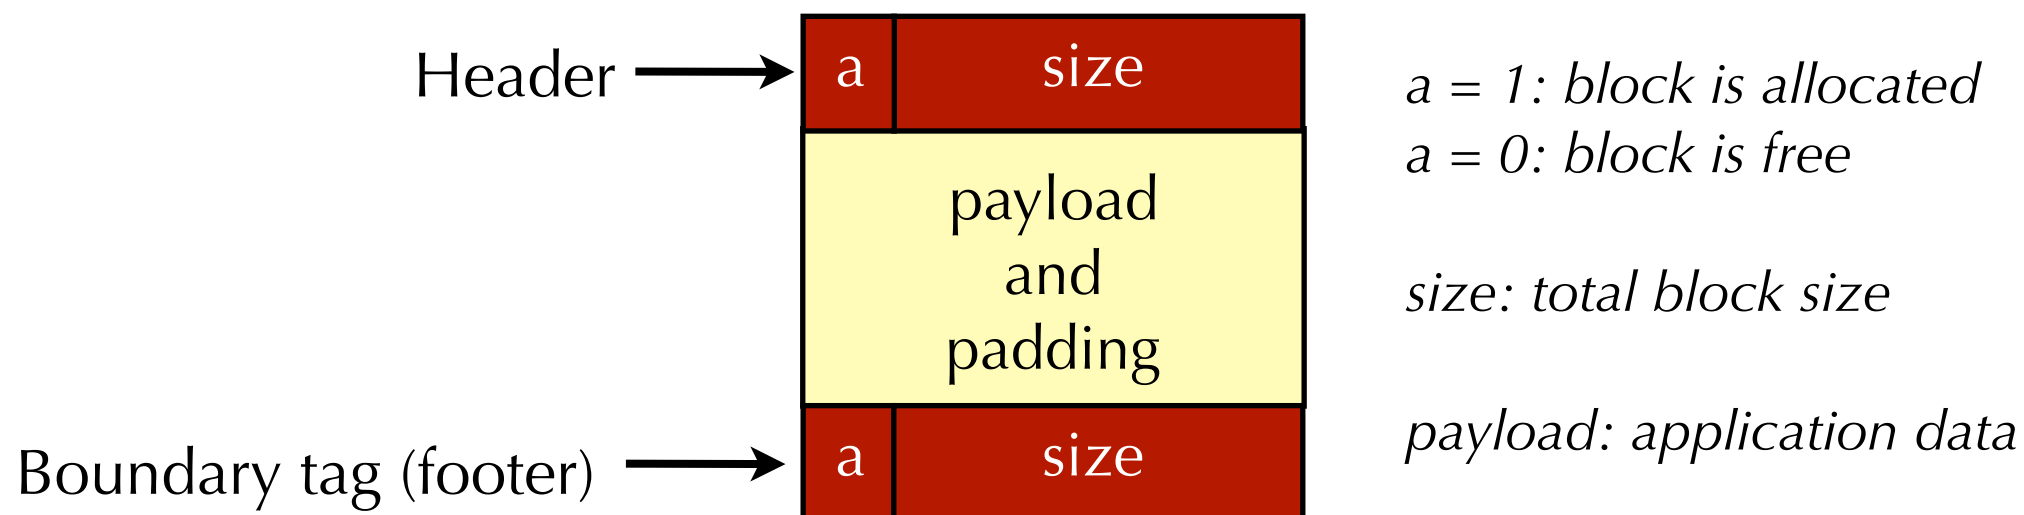 Header
a size
payload
and
padding
Boundary tag (footer)
a size
a = 1: block is allocated
a = 0: block is free
size: total block size
payload: application data